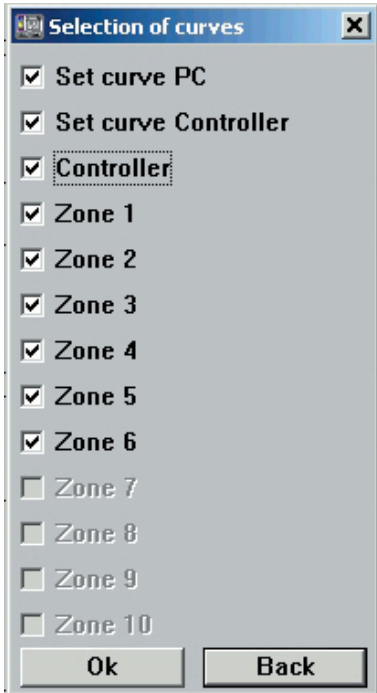 Selection of curves
Set curve PC
Set curve Controller
Controller
Zone 1
Zone 2
Zone 3
Zone 4
Zone 5
Zone 6
Zone 7
Zone 8
Zone 9
Zone 10
Ok Back